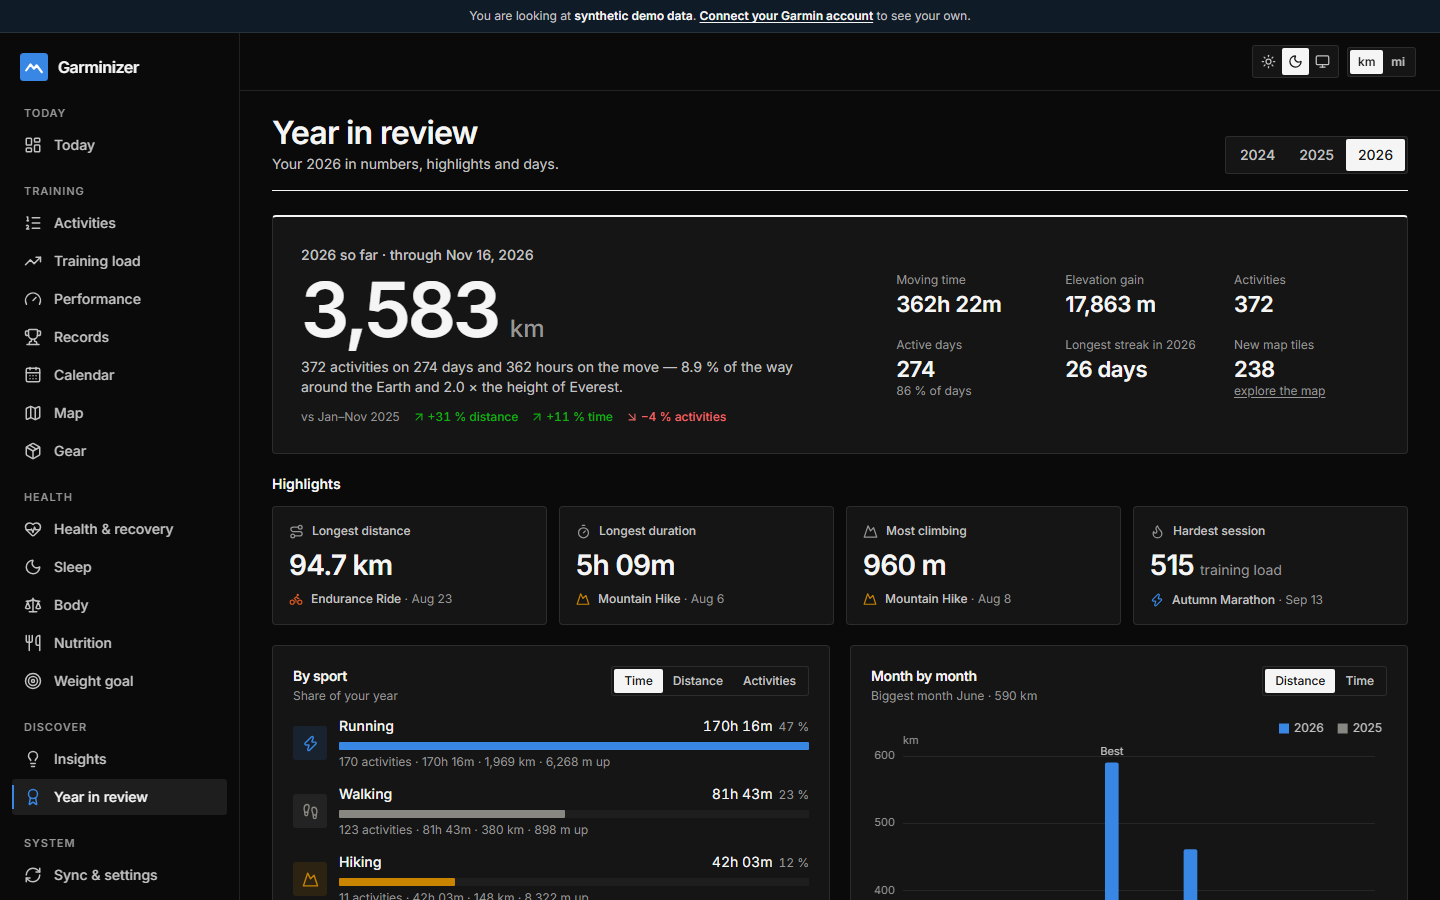 You are looking at synthetic demo data. Connect your Garmin account to see your own.
Garminizer
km mi
TODAY
Today
TRAINING
Activities
Training load
Performance
Records
Calendar
Map
Gear
HEALTH
Health & recovery
Sleep
Body
Nutrition
Weight goal
DISCOVER
Insights
Year in review
SYSTEM
Sync & settings
Year in review
Your 2026 in numbers, highlights and days.
2024 2025 2026
2026 so far · through Nov 16, 2026
3,583 km
372 activities on 274 days and 362 hours on the move — 8.9 % of the way
around the Earth and 2.0 × the height of Everest.
vs Jan–Nov 2025 +31 % distance +11 % time −4 % activities
Moving time
362h 22m
Elevation gain
17,863 m
Activities
372
Active days
274
86 % of days
Longest streak in 2026
26 days
New map tiles
238
explore the map
Highlights
Longest distance
94.7 km
Endurance Ride · Aug 23
Longest duration
5h 09m
Mountain Hike · Aug 6
Most climbing
960 m
Mountain Hike · Aug 8
Hardest session
515 training load
Autumn Marathon · Sep 13
By sport
Share of your year
Time Distance Activities
Running 170h 16m 47 %
170 activities · 170h 16m · 1,969 km · 6,268 m up
Walking 81h 43m 23 %
123 activities · 81h 43m · 380 km · 898 m up
Hiking 42h 03m 12 %
11 activities · 42h 03m · 148 km · 8,322 m up
Month by month
Biggest month June · 590 km
Distance Time
2026 2025
km
Best
600
500
400